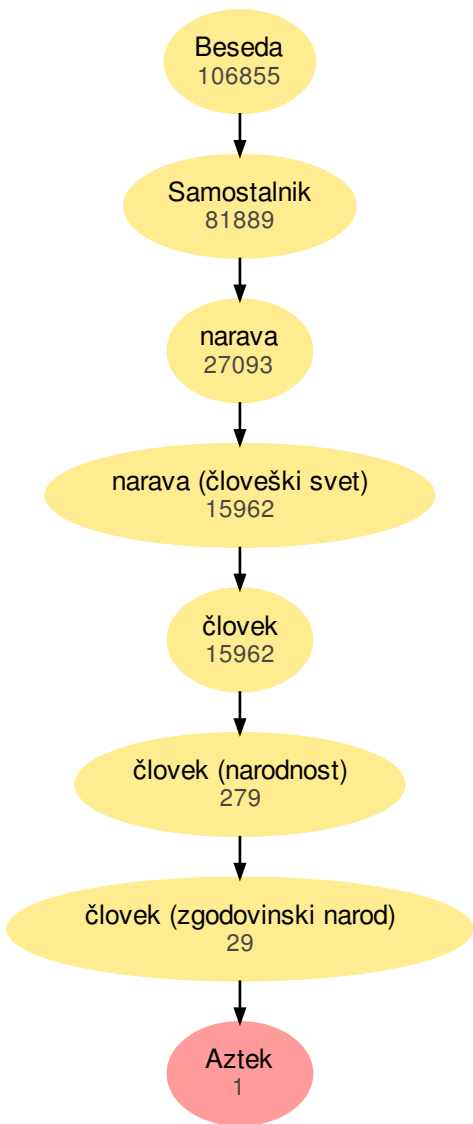 Beseda
106855
Samostalnik
81889
narava
27093
narava (človeški svet)
15962
človek
15962
človek (narodnost)
279
človek (zgodovinski narod)
29
Aztek
1